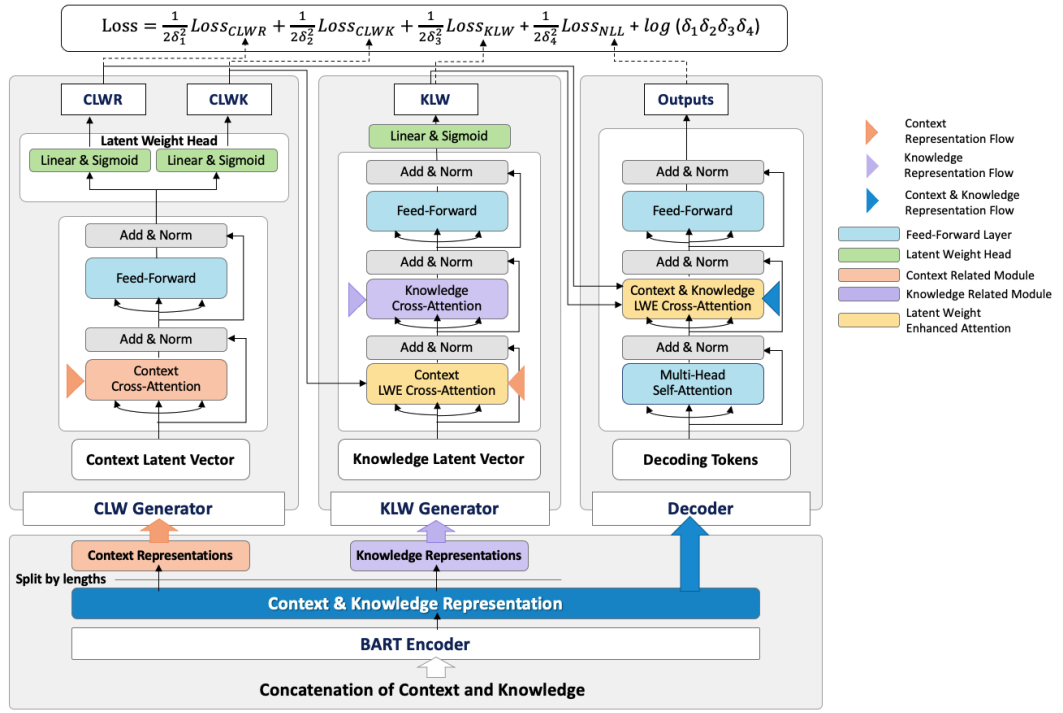 Loss = 1/2δ₁² Loss_CLWR + 1/2δ₂² Loss_CLWK + 1/2δ₃² Loss_KLW + 1/2δ₄² Loss_NLL + log (δ₁δ₂δ₃δ₄)
CLWR
CLWK
Latent Weight Head
Linear & Sigmoid
Linear & Sigmoid
Add & Norm
Feed-Forward
Add & Norm
Context
Cross-Attention
Context Latent Vector
CLW Generator
KLW
Linear & Sigmoid
Add & Norm
Feed-Forward
Add & Norm
Knowledge
Cross-Attention
Add & Norm
Context
LWE Cross-Attention
Knowledge Latent Vector
KLW Generator
Outputs
Add & Norm
Feed-Forward
Add & Norm
Context & Knowledge
LWE Cross-Attention
Add & Norm
Multi-Head
Self-Attention
Decoding Tokens
Decoder
Context
Representation Flow
Knowledge
Representation Flow
Context & Knowledge
Representation Flow
Feed-Forward Layer
Latent Weight Head
Context Related Module
Knowledge Related Module
Latent Weight
Enhanced Attention
Context Representations
Knowledge Representations
Split by lengths
Context & Knowledge Representation
BART Encoder
Concatenation of Context and Knowledge